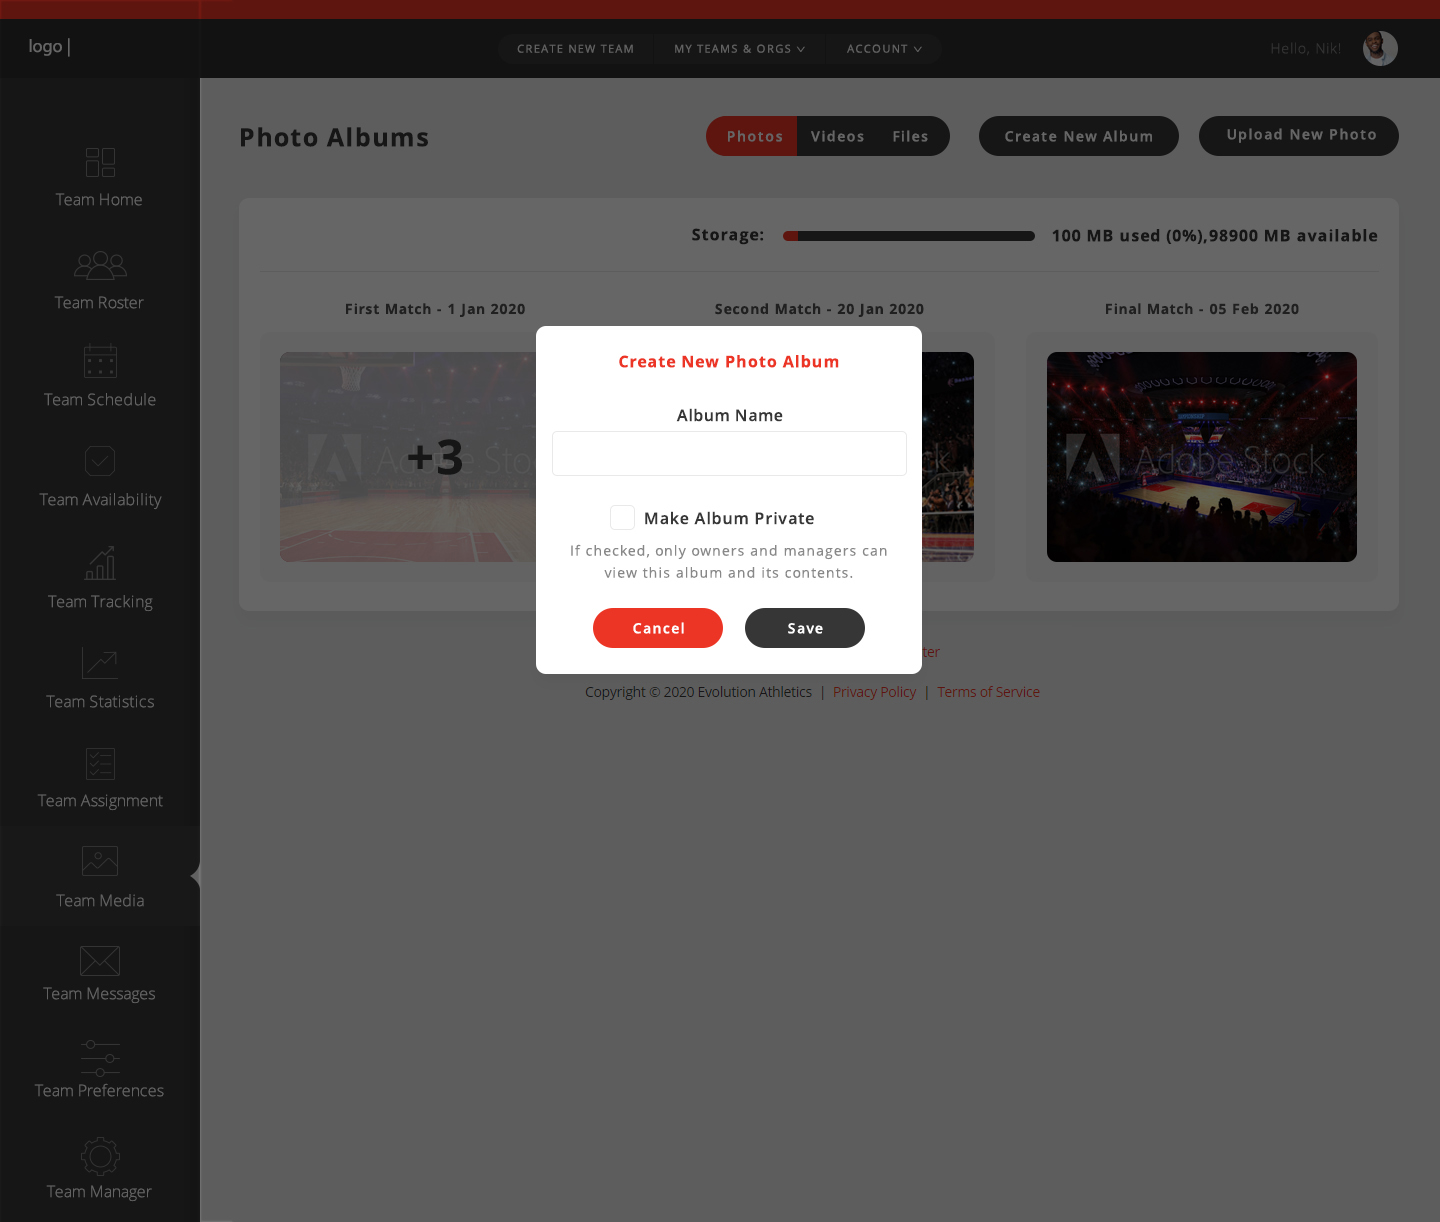 logo |
CREATE NEW TEAM
MY TEAMS & ORGS
ACCOUNT
Hello, Nik!
Photo Albums
Photos
Videos
Files
Create New Album
Upload New Photo
Team Home
Team Roster
Team Schedule
Team Availability
Team Tracking
Team Statistics
Team Assignment
Team Media
Team Messages
Team Preferences
Team Manager
Storage:
100 MB used (0%),98900 MB available
First Match - 1 Jan 2020
Second Match - 20 Jan 2020
Final Match - 05 Feb 2020
+3
Adobe Stock
Create New Photo Album
Album Name
Make Album Private
If checked, only owners and managers can
view this album and its contents.
Cancel
Save
Copyright © 2020 Evolution Athletics | Privacy Policy | Terms of Service